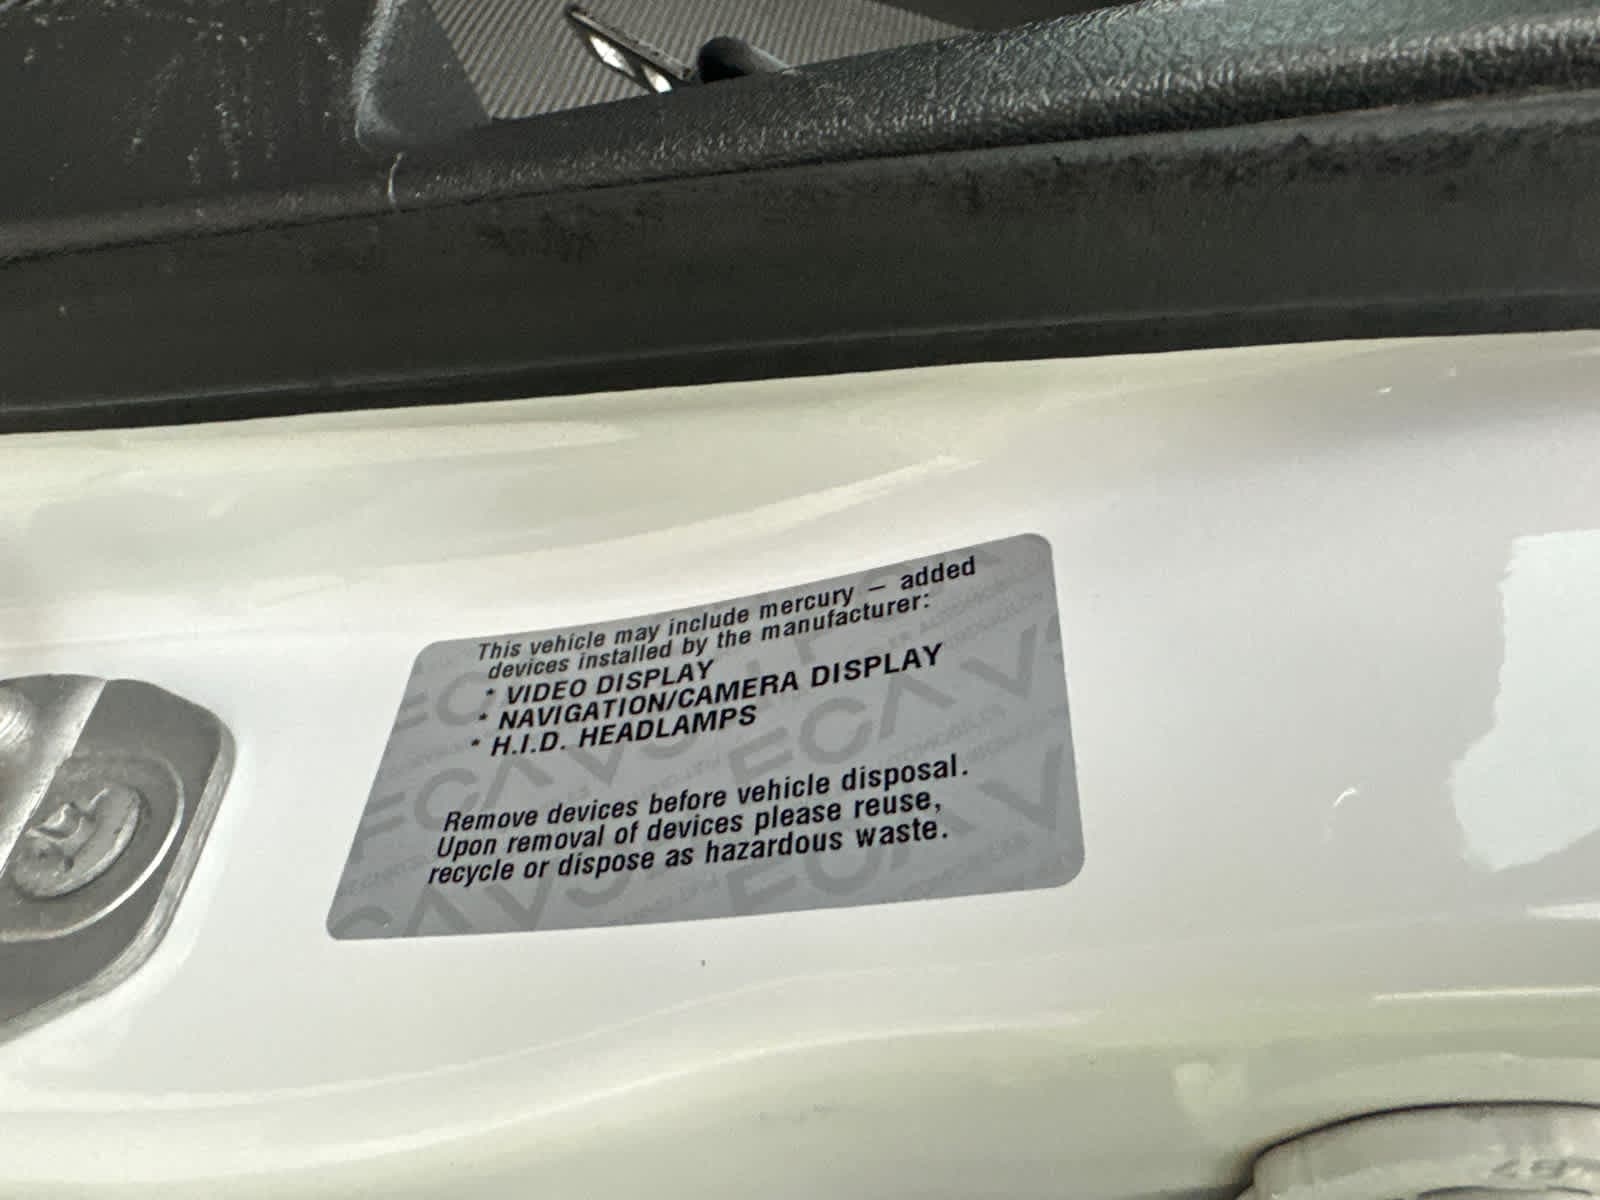 This vehicle may include mercury – added
devices installed by the manufacturer:
* VIDEO DISPLAY
* NAVIGATION/CAMERA DISPLAY
* H.I.D. HEADLAMPS
Remove devices before vehicle disposal.
Upon removal of devices please reuse,
recycle or dispose as hazardous waste.